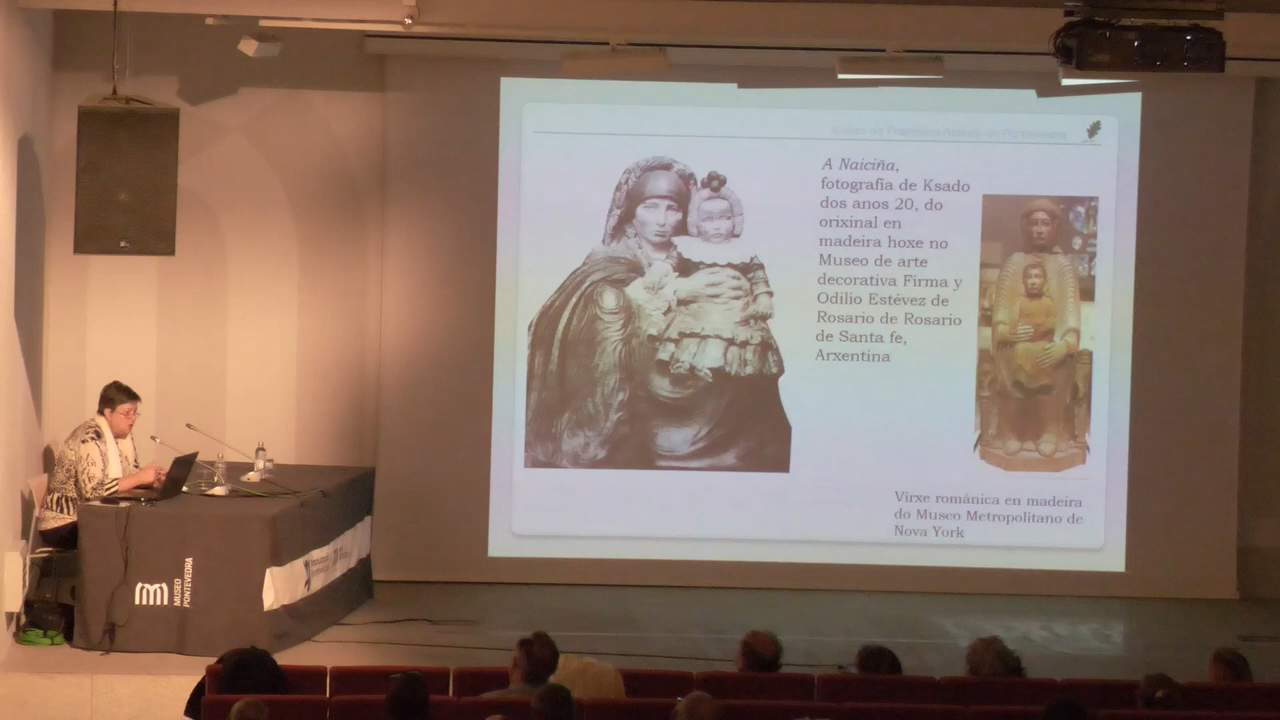 A Naiciña,
fotografía de Ksado
dos anos 20, do
orixinal en
madeira hoxe no
Museo de arte
decorativa Firma y
Odilio Estévez de
Rosario de Rosario
de Santa fe,
Arxentina
Virxe románica en madeira
do Museo Metropolitano de
Nova York
MUSEO
PONTEVEDRA